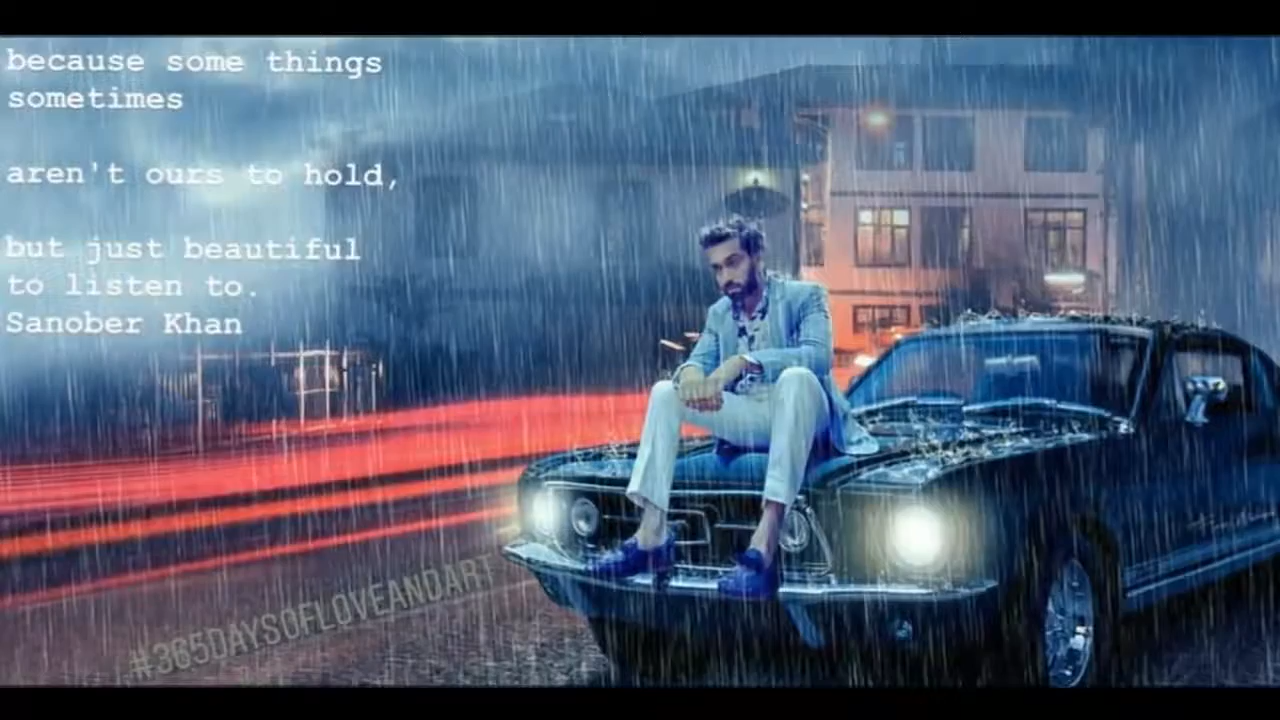 because some things
sometimes
aren't ours to hold,
but just beautiful
to listen to.
Sanober Khan
#365DAYSOFLOVEANDART